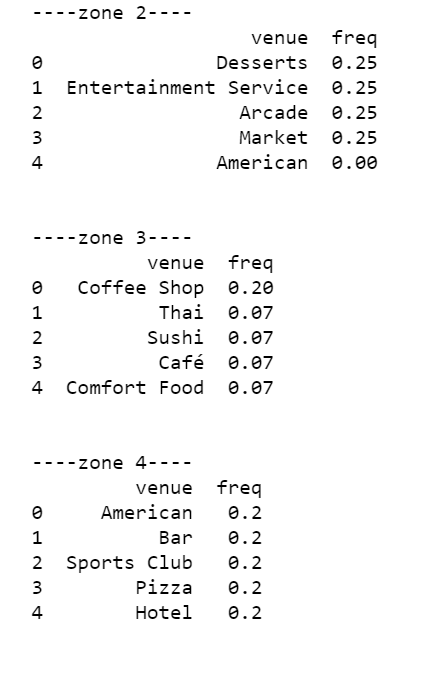 ----zone 2----
venue freq
0 Desserts 0.25
1 Entertainment Service 0.25
2 Arcade 0.25
3 Market 0.25
4 American 0.00
----zone 3----
venue freq
0 Coffee Shop 0.20
1 Thai 0.07
2 Sushi 0.07
3 Café 0.07
4 Comfort Food 0.07
----zone 4----
venue freq
0 American 0.2
1 Bar 0.2
2 Sports Club 0.2
3 Pizza 0.2
4 Hotel 0.2